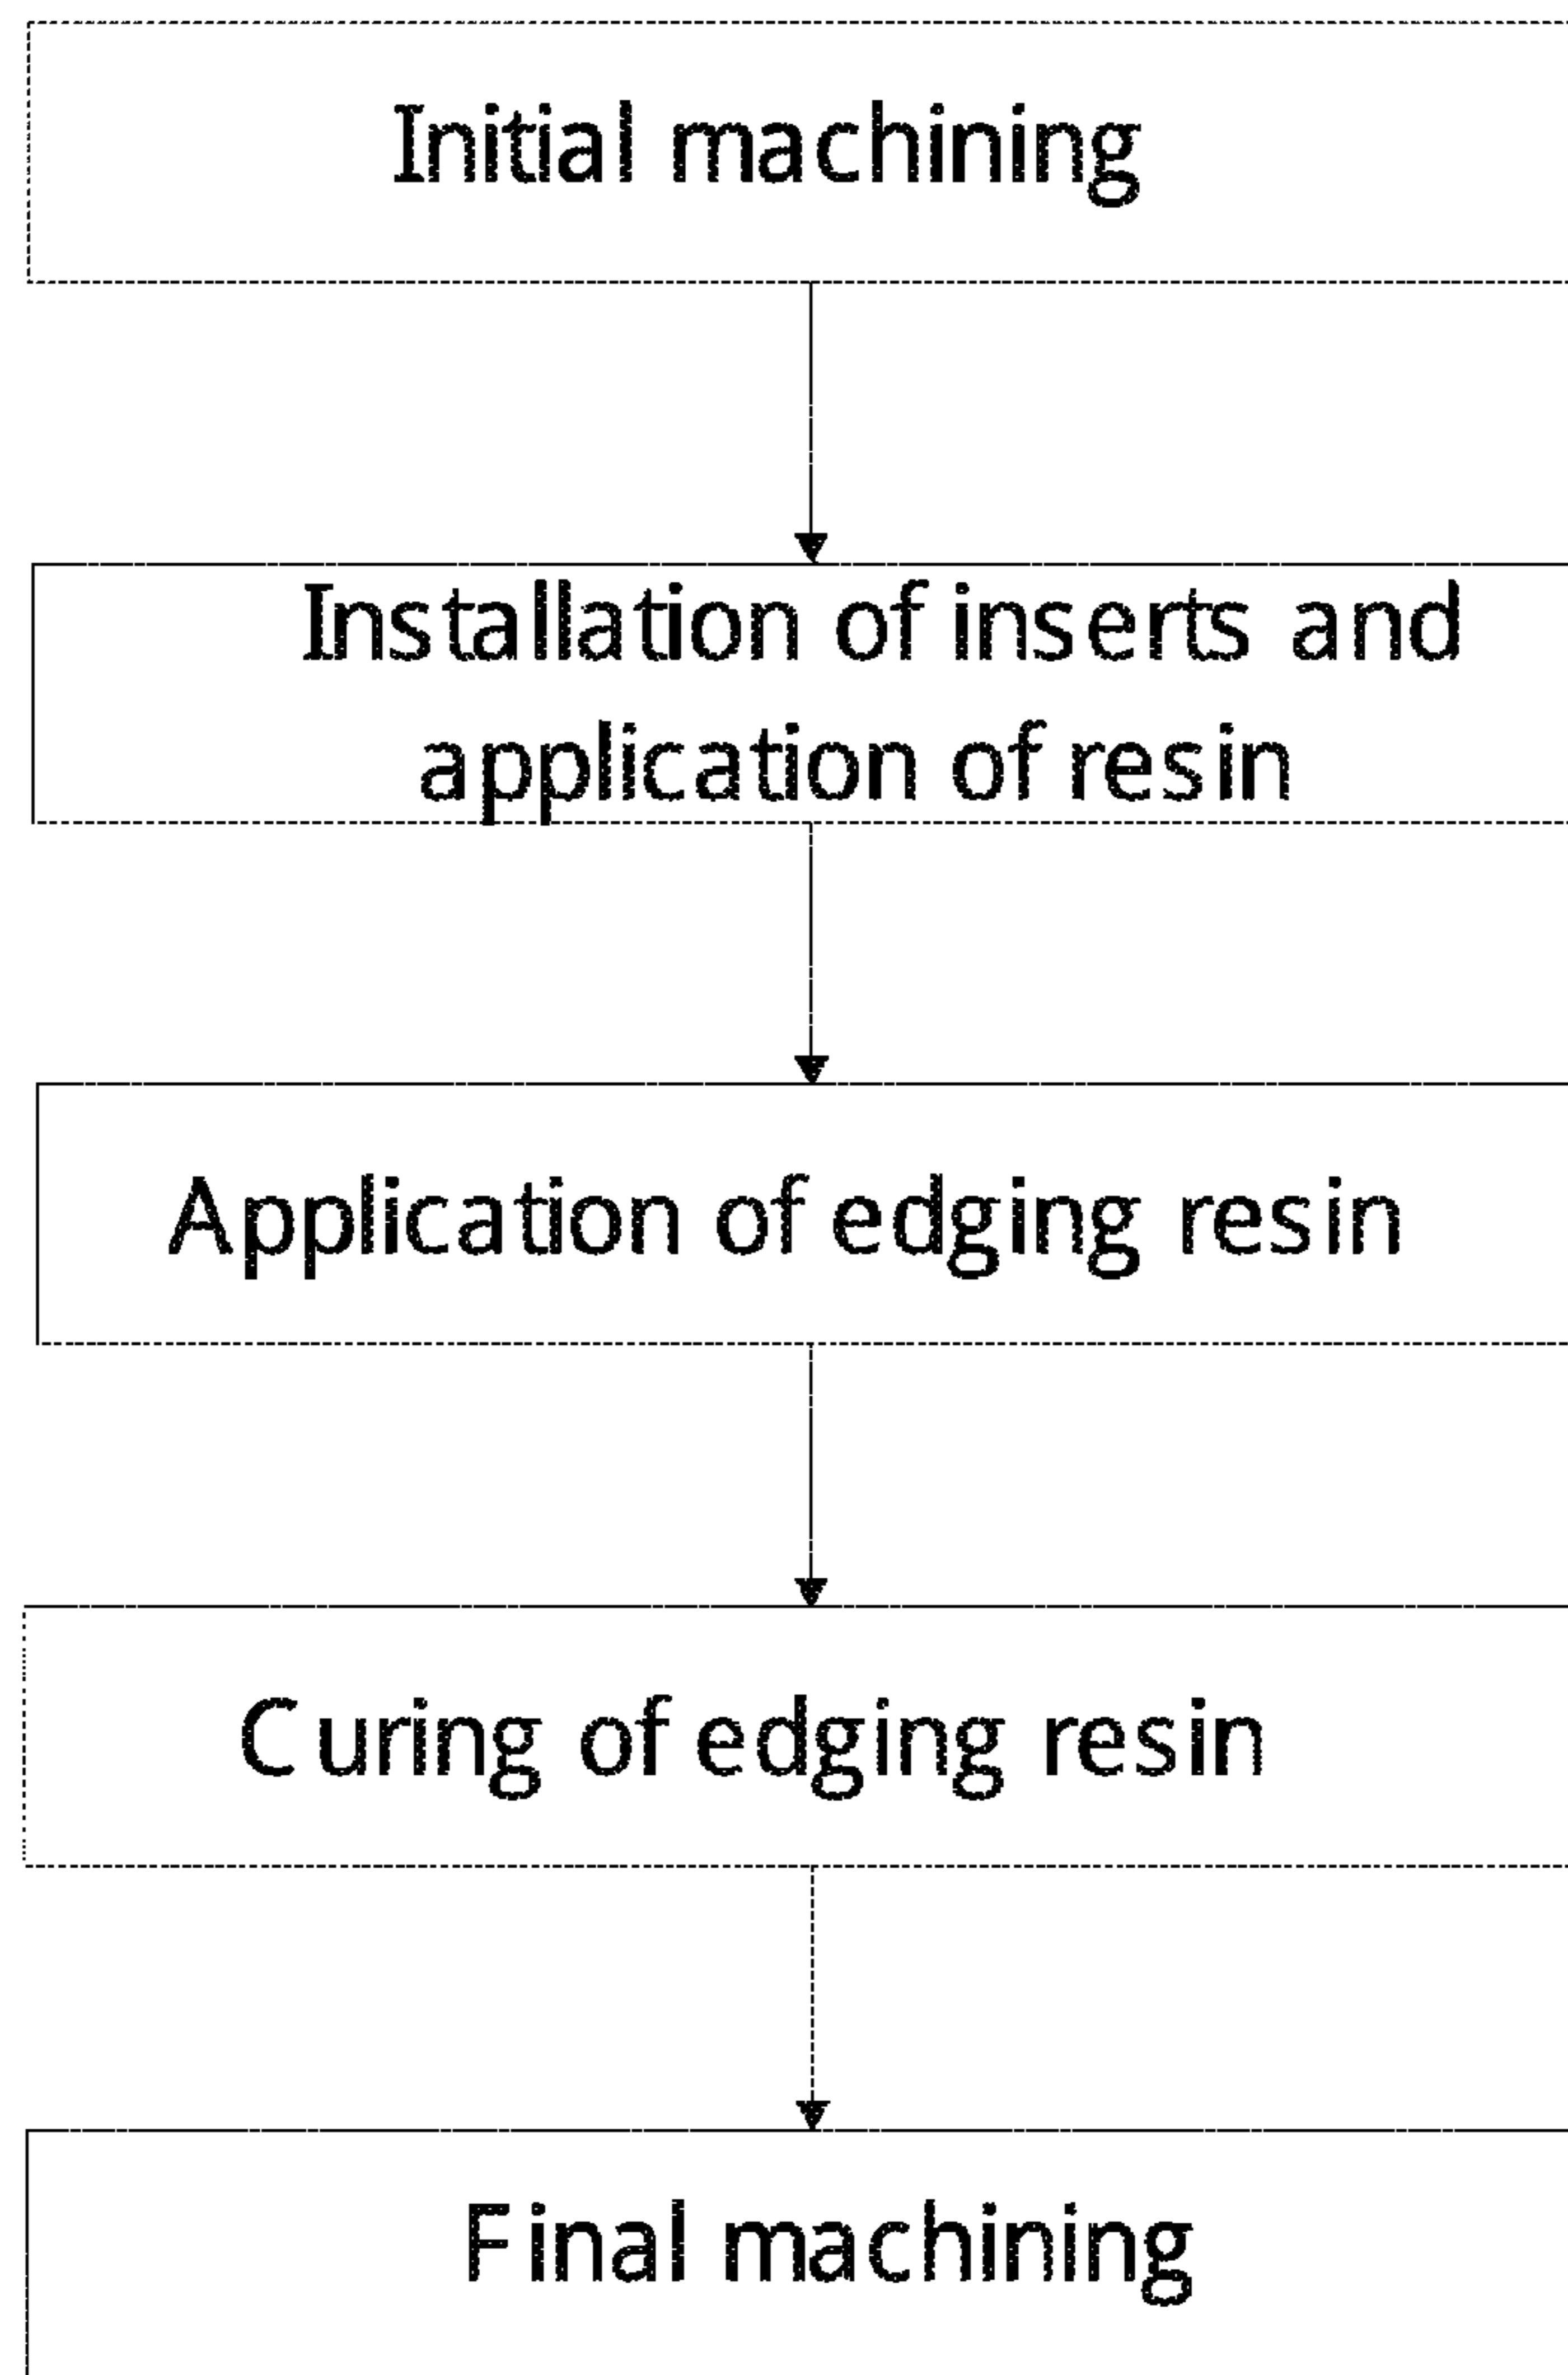 Initial machining
Installation of inserts and
application of resin
Application of edging resin
Curing of edging resin
Final machining